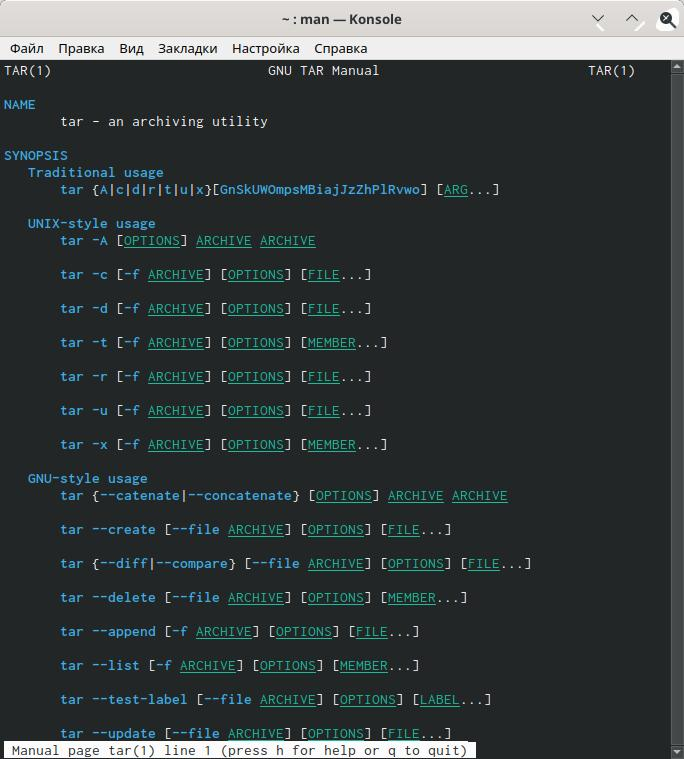 ~ : man — Konsole
Файл Правка Вид Закладки Настройка Справка
TAR(1) GNU TAR Manual TAR(1)
NAME
tar - an archiving utility
SYNOPSIS
Traditional usage
tar {A|c|d|r|t|u|x}[GnSkUWOmpsMBiajJzZhPlRvwo] [ARG...]
UNIX-style usage
tar -A [OPTIONS] ARCHIVE ARCHIVE
tar -c [-f ARCHIVE] [OPTIONS] [FILE...]
tar -d [-f ARCHIVE] [OPTIONS] [FILE...]
tar -t [-f ARCHIVE] [OPTIONS] [MEMBER...]
tar -r [-f ARCHIVE] [OPTIONS] [FILE...]
tar -u [-f ARCHIVE] [OPTIONS] [FILE...]
tar -x [-f ARCHIVE] [OPTIONS] [MEMBER...]
GNU-style usage
tar {--catenate|--concatenate} [OPTIONS] ARCHIVE ARCHIVE
tar --create [--file ARCHIVE] [OPTIONS] [FILE...]
tar {--diff|--compare} [--file ARCHIVE] [OPTIONS] [FILE...]
tar --delete [--file ARCHIVE] [OPTIONS] [MEMBER...]
tar --append [-f ARCHIVE] [OPTIONS] [FILE...]
tar --list [-f ARCHIVE] [OPTIONS] [MEMBER...]
tar --test-label [--file ARCHIVE] [OPTIONS] [LABEL...]
tar --update [--file ARCHIVE] [OPTIONS] [FILE...]
Manual page tar(1) line 1 (press h for help or q to quit)